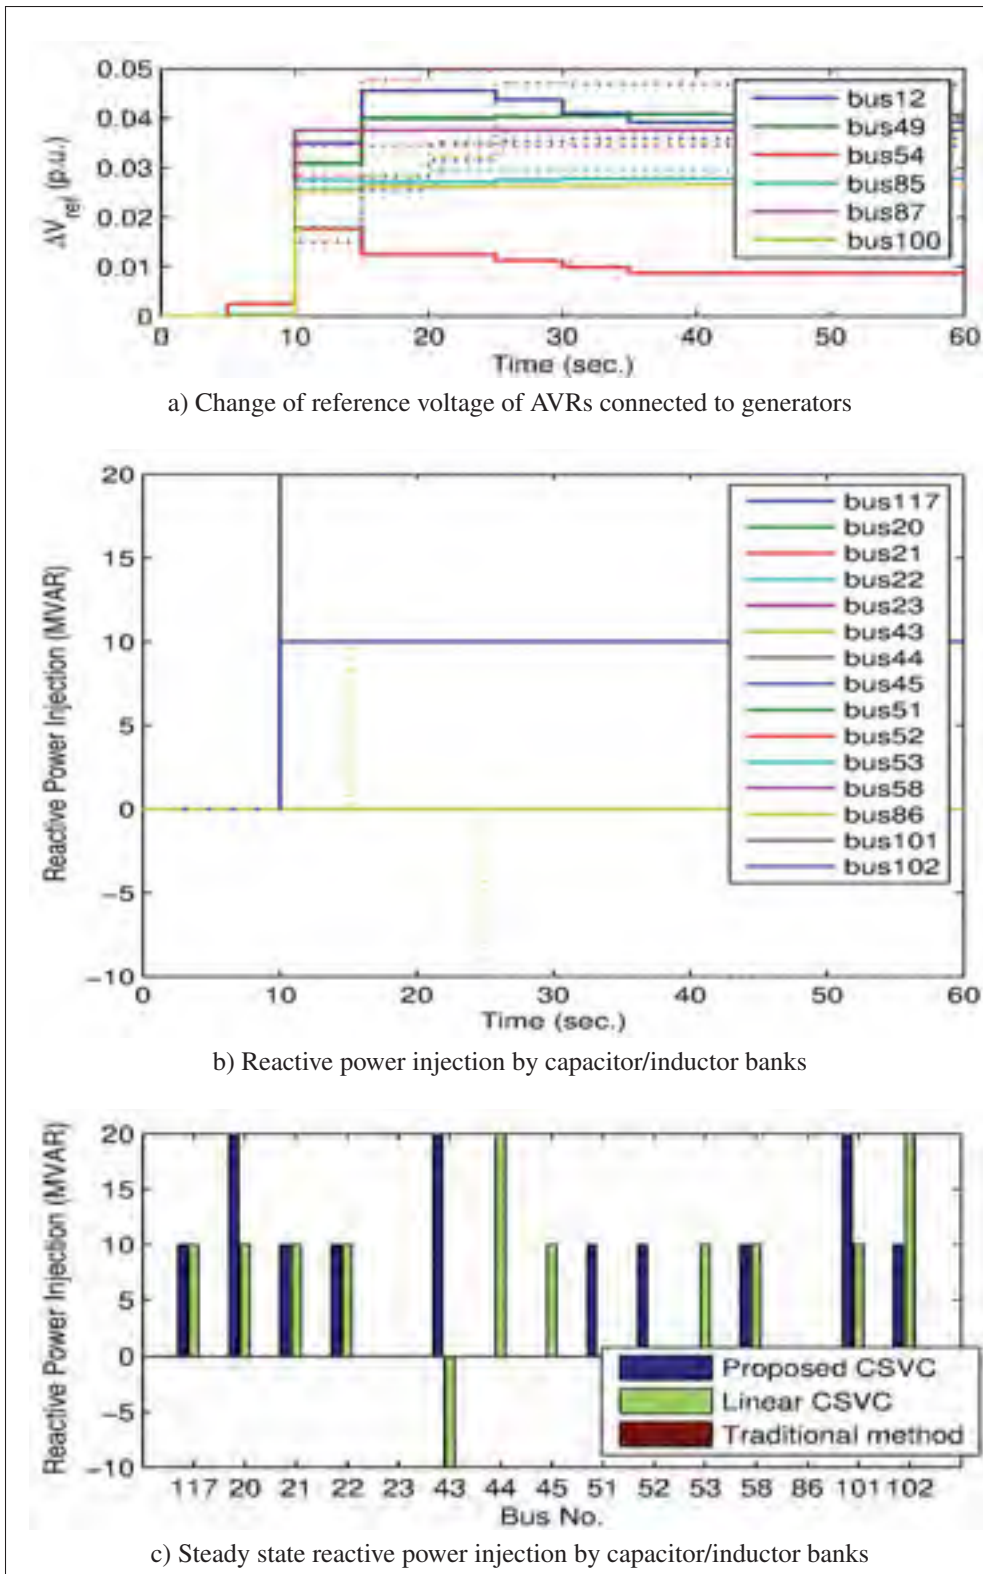 0.05
0.04
0.03
0.02
0.01
0
ΔV_ref (p.u.)
bus12
bus49
bus54
bus85
bus87
bus100
0 10 20 30 40 50 60
Time (sec.)
a) Change of reference voltage of AVRs connected to generators
20
15
10
5
0
−5
−10
Reactive Power Injection (MVAR)
bus117
bus20
bus21
bus22
bus23
bus43
bus44
bus45
bus51
bus52
bus53
bus58
bus86
bus101
bus102
0 10 20 30 40 50 60
Time (sec.)
b) Reactive power injection by capacitor/inductor banks
20
15
10
5
0
−5
−10
Reactive Power Injection (MVAR)
Proposed CSVC
Linear CSVC
Traditional method
117 20 21 22 23 43 44 45 51 52 53 58 86 101 102
Bus No.
c) Steady state reactive power injection by capacitor/inductor banks